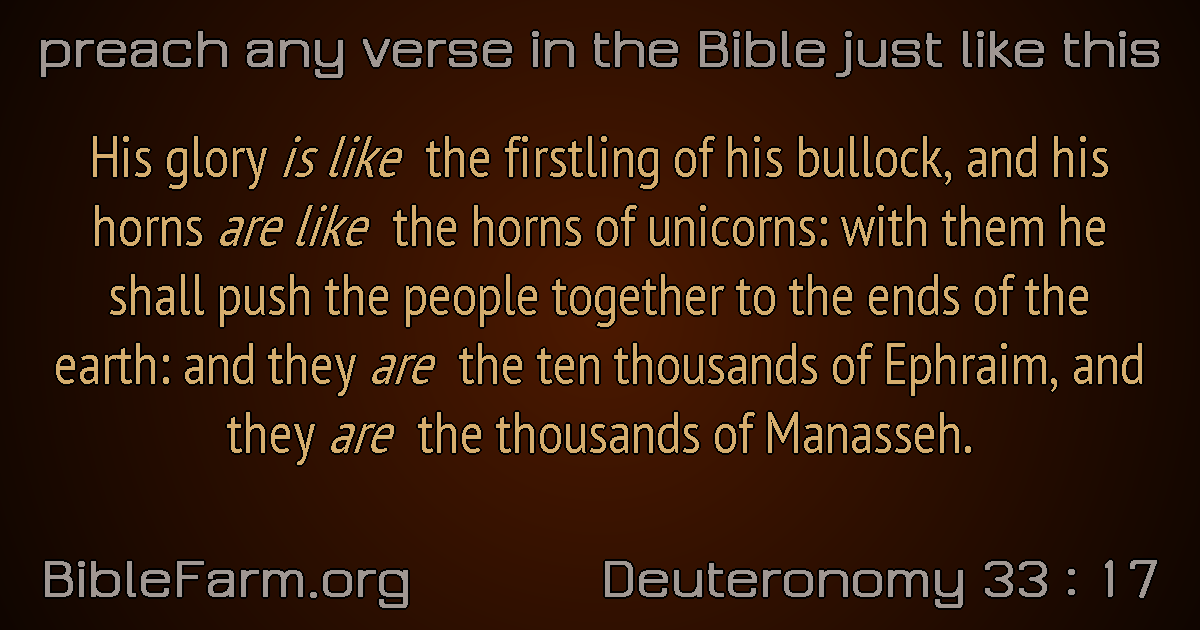 preach any verse in the Bible just like this
His glory is like the firstling of his bullock, and his
horns are like the horns of unicorns: with them he
shall push the people together to the ends of the
earth: and they are the ten thousands of Ephraim, and
they are the thousands of Manasseh.
BibleFarm.org
Deuteronomy 33 : 17